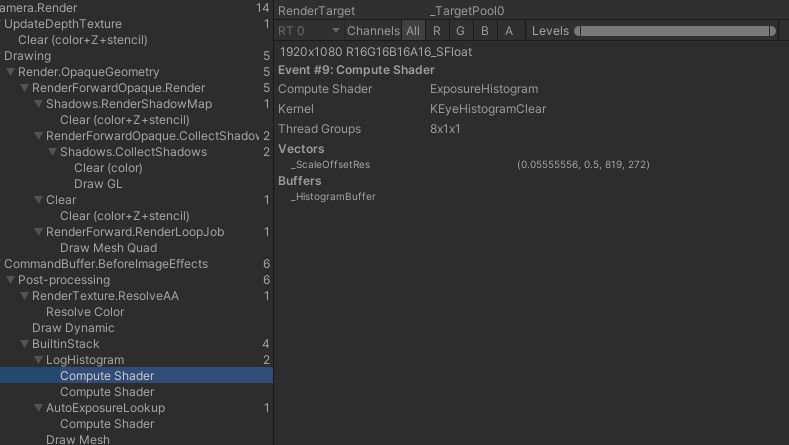 amera.Render 14
UpdateDepthTexture 1
Clear (color+Z+stencil)
Drawing 5
Render.OpaqueGeometry 5
RenderForwardOpaque.Render 5
Shadows.RenderShadowMap 1
Clear (color+Z+stencil)
RenderForwardOpaque.CollectShadow 2
Shadows.CollectShadows 2
Clear (color)
Draw GL
Clear 1
Clear (color+Z+stencil)
RenderForward.RenderLoopJob 1
Draw Mesh Quad
CommandBuffer.BeforeImageEffects 6
Post-processing 6
RenderTexture.ResolveAA 1
Resolve Color
Draw Dynamic
BuiltinStack 4
LogHistogram 2
Compute Shader
Compute Shader
AutoExposureLookup 1
Compute Shader
Draw Mesh
RenderTarget _TargetPool0
RT 0 Channels All R G B A Levels
1920x1080 R16G16B16A16_SFloat
Event #9: Compute Shader
Compute Shader ExposureHistogram
Kernel KEyeHistogramClear
Thread Groups 8x1x1
Vectors
_ScaleOffsetRes (0.05555556, 0.5, 819, 272)
Buffers
_HistogramBuffer